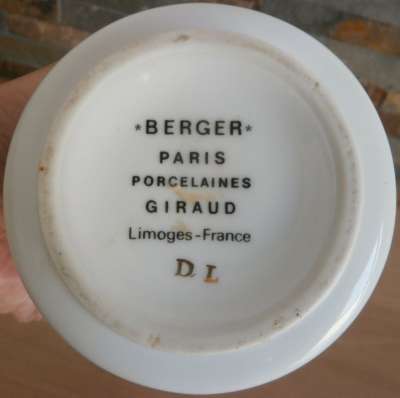 *BERGER*
PARIS
PORCELAINES
GIRAUD
Limoges-France
D L